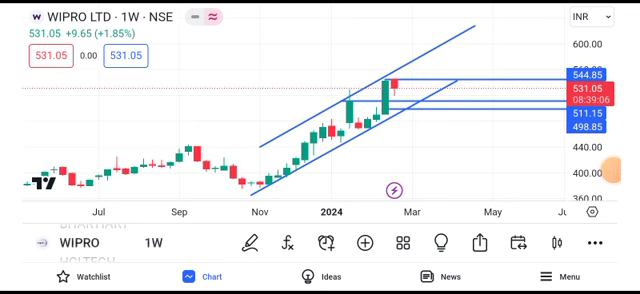 WIPRO LTD · 1W · NSE
INR
531.05 +9.65 (+1.85%)
531.05 0.00 531.05
600.00
544.85
531.05
08:39:06
511.15
498.85
440.00
400.00
360.00
Jul Sep Nov 2024 Mar May
WIPRO 1W
Watchlist Chart Ideas News Menu